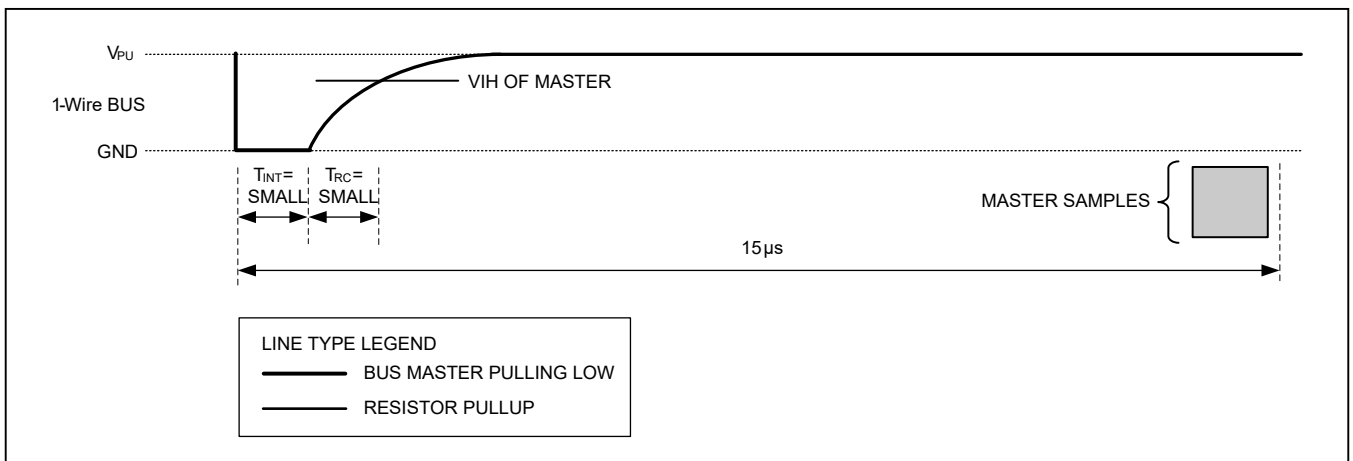 VPU
VIH OF MASTER
1-Wire BUS
GND
TINT=
SMALL
TRC=
SMALL
MASTER SAMPLES
15µs
LINE TYPE LEGEND
BUS MASTER PULLING LOW
RESISTOR PULLUP